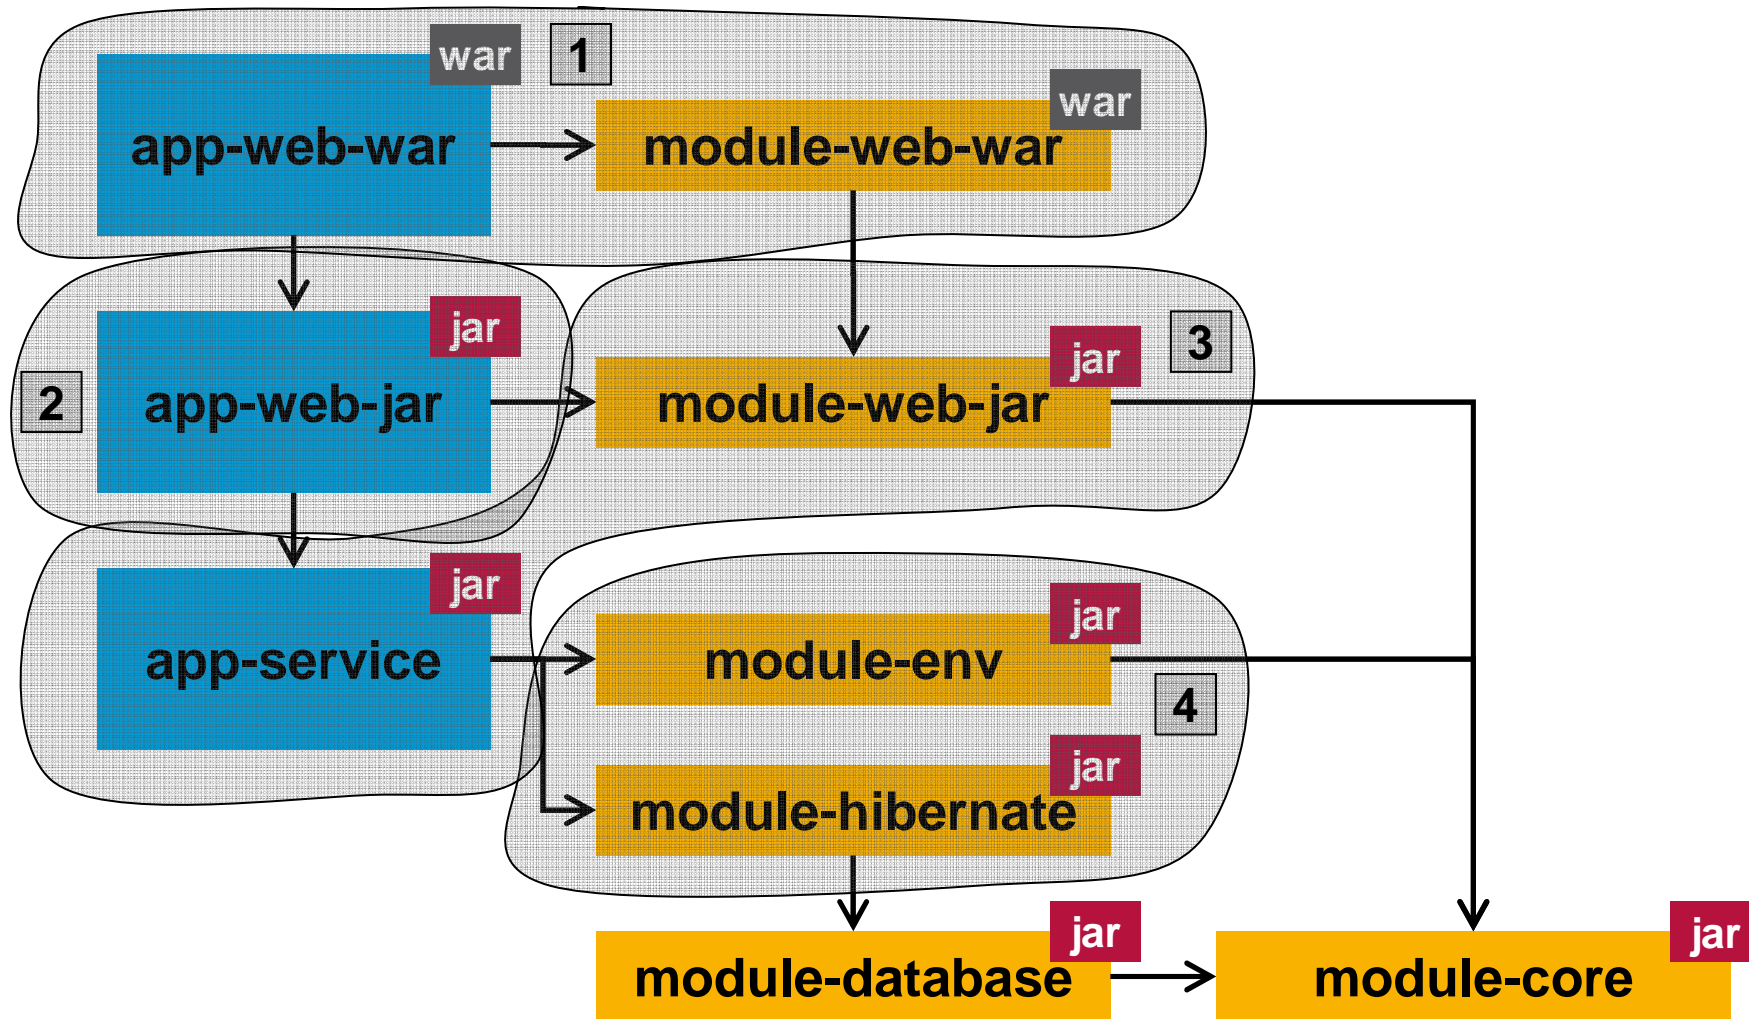 war
1
app-web-war
war
module-web-war
jar
2
app-web-jar
jar
module-web-jar
3
jar
app-service
jar
module-env
4
jar
module-hibernate
jar
module-database
jar
module-core